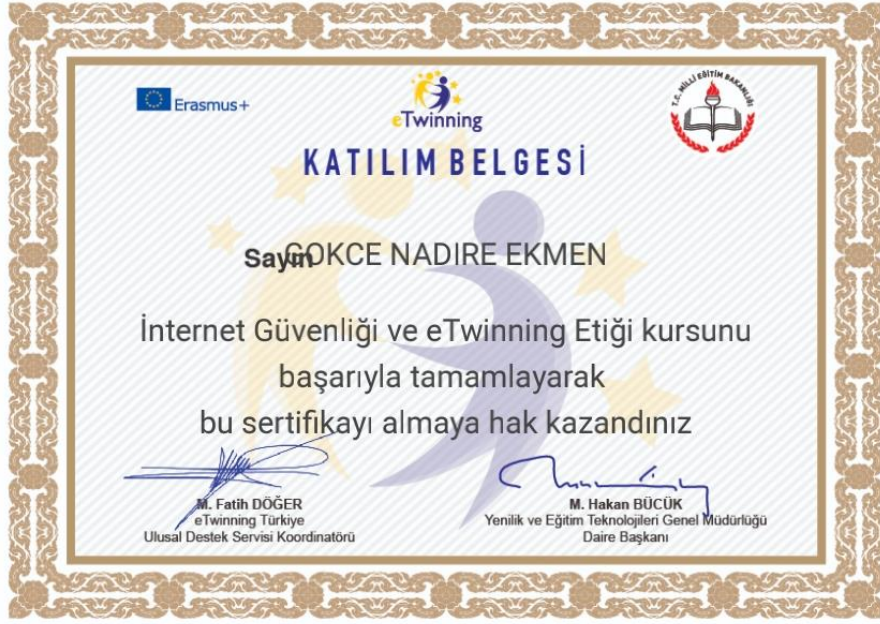 Erasmus+
eTwinning
T.C. MİLLİ EĞİTİM BAKANLIĞI
KATILIM BELGESİ
Sayın GOKCE NADIRE EKMEN
İnternet Güvenliği ve eTwinning Etiği kursunu
başarıyla tamamlayarak
bu sertifikayı almaya hak kazandınız
M. Fatih DÖĞER
eTwinning Türkiye
Ulusal Destek Servisi Koordinatörü
M. Hakan BÜCÜK
Yenilik ve Eğitim Teknolojileri Genel Müdürlüğü
Daire Başkanı